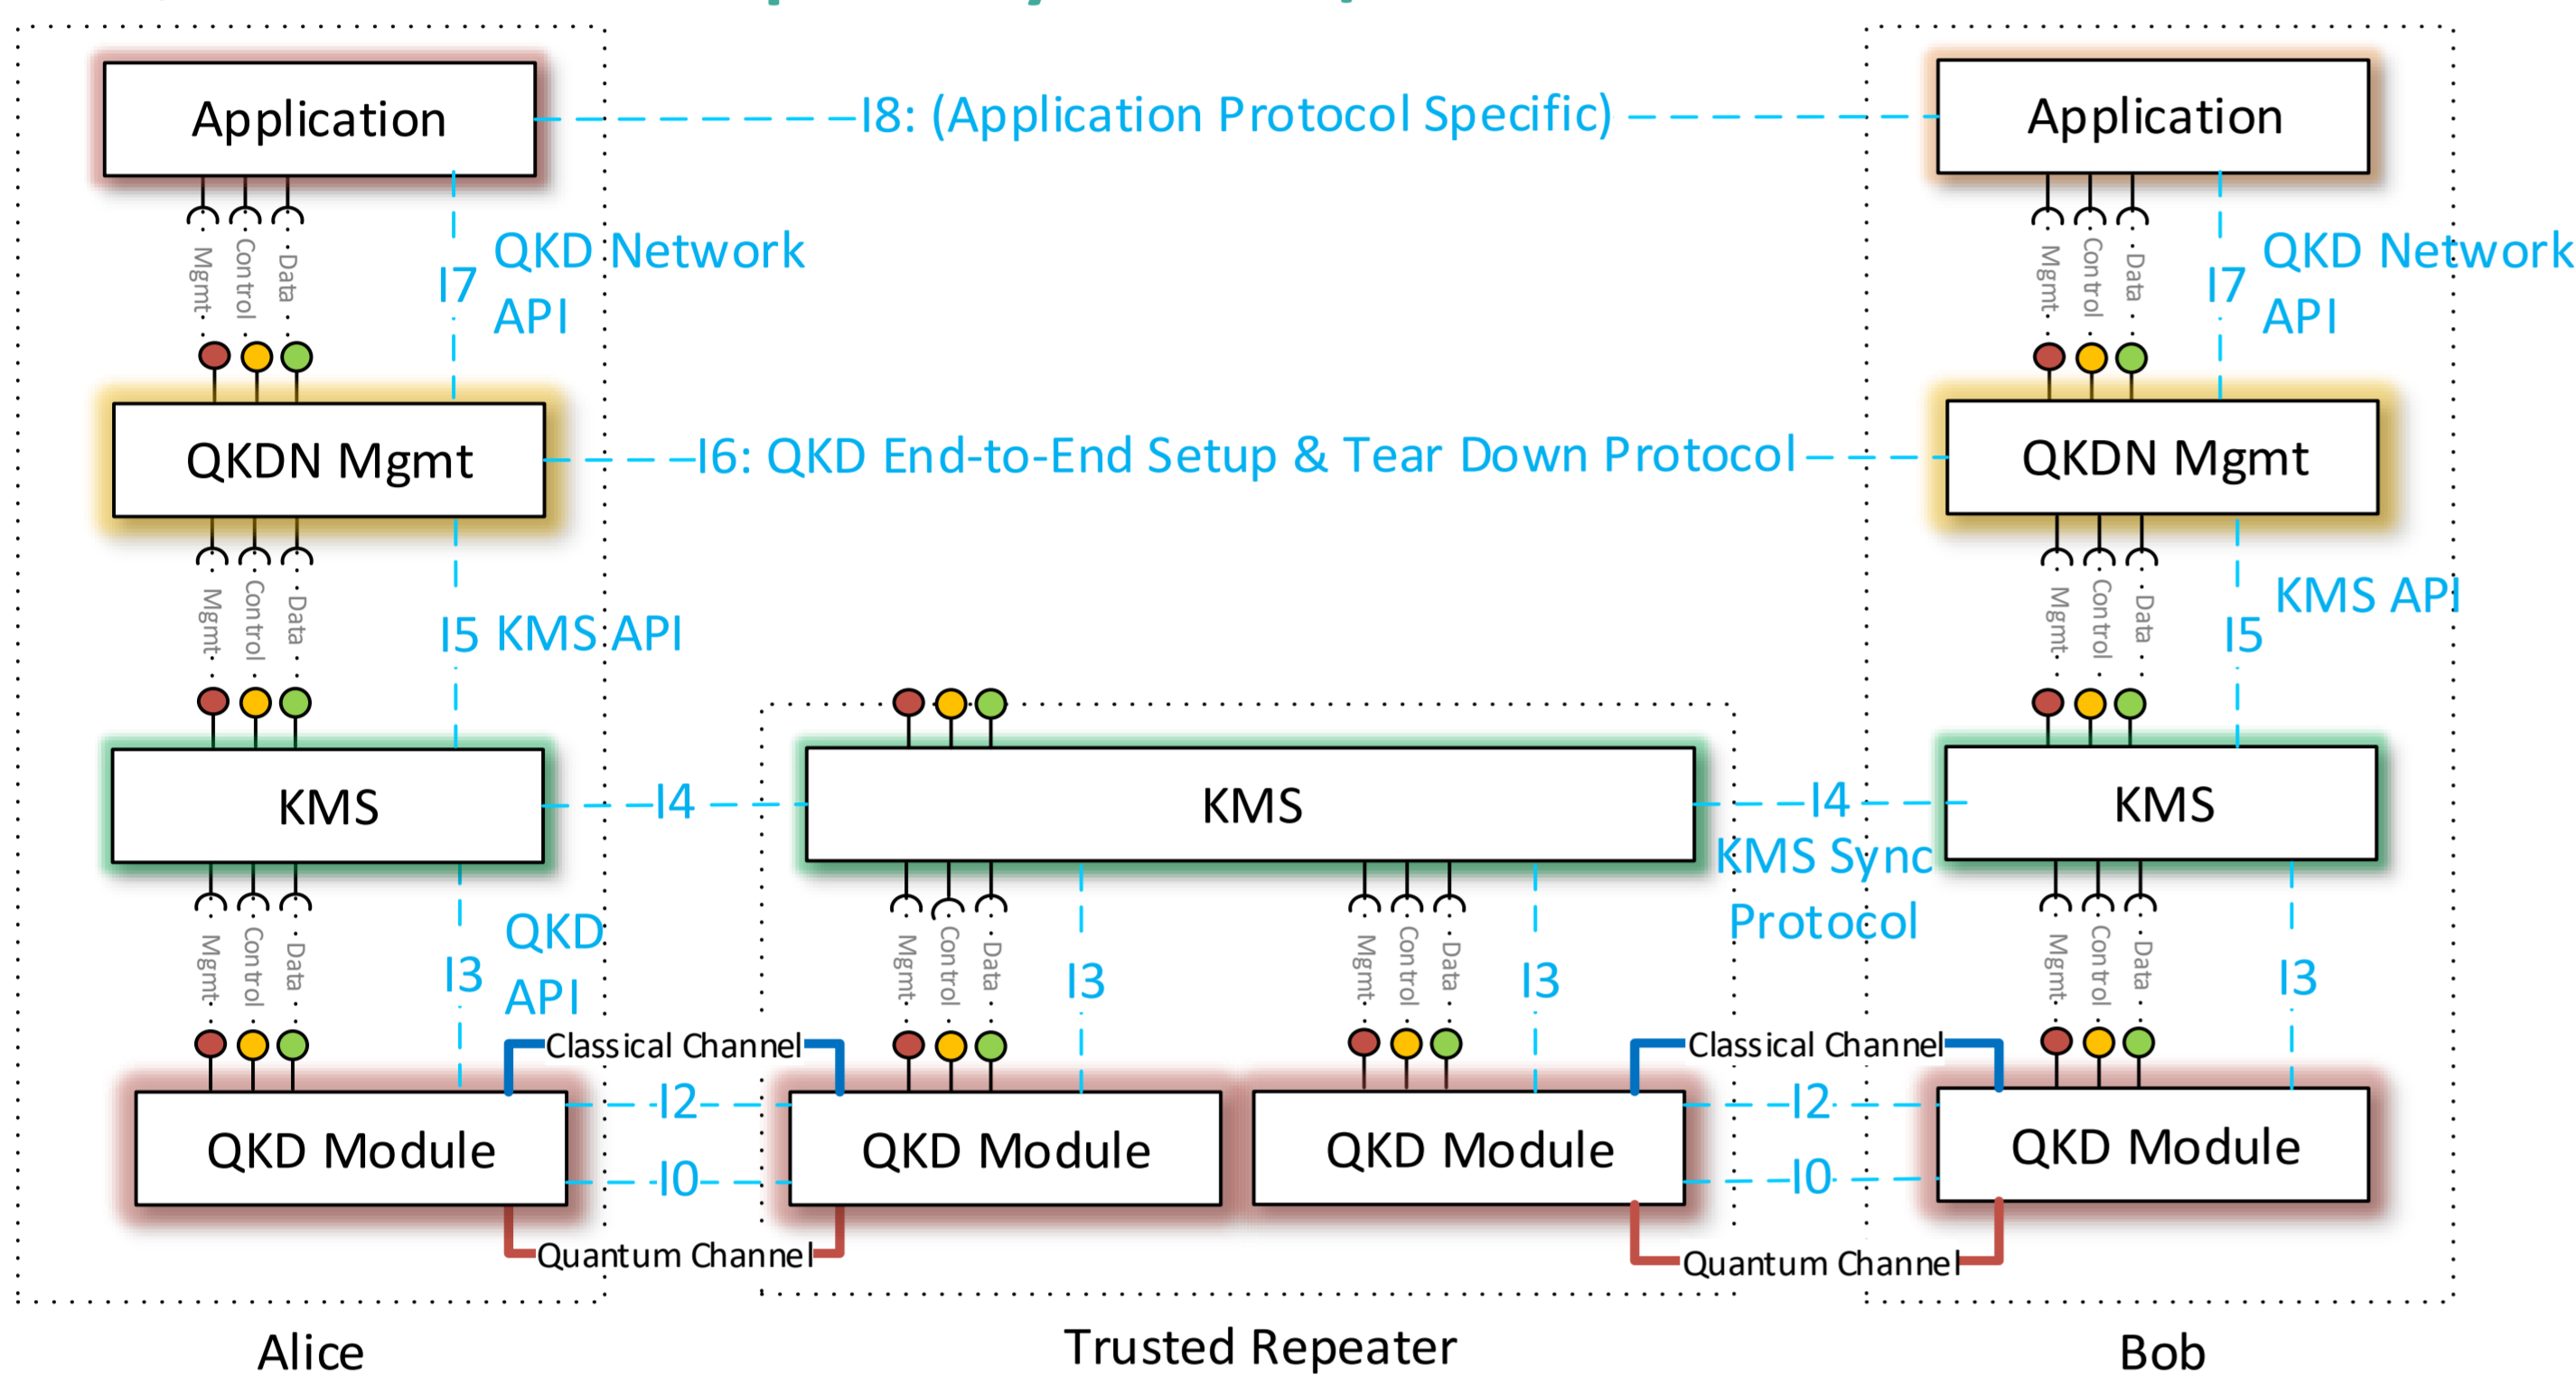 Application
I8: (Application Protocol Specific)
Application
Mgmt
Control
Data
I7
QKD Network
API
Mgmt
Control
Data
I7
QKD Network
API
QKDN Mgmt
I6: QKD End-to-End Setup & Tear Down Protocol
QKDN Mgmt
Mgmt
Control
Data
I5 KMS API
Mgmt
Control
Data
I5
KMS API
KMS
I4
KMS
I4
KMS Sync
Protocol
KMS
Mgmt
Control
Data
I3
QKD
API
Mgmt
Control
Data
I3
Mgmt
Control
Data
I3
Mgmt
Control
Data
I3
Classical Channel
Classical Channel
QKD Module
I2
I0
QKD Module
QKD Module
I2
I0
QKD Module
Quantum Channel
Quantum Channel
Alice
Trusted Repeater
Bob